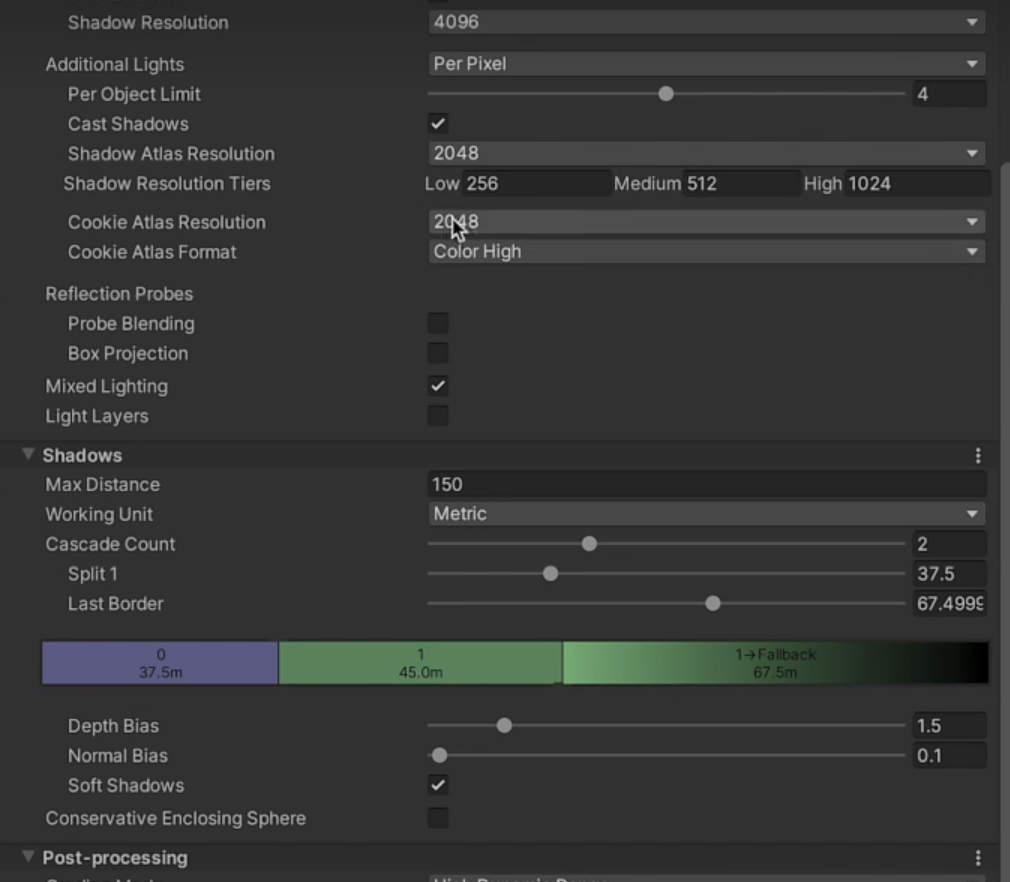 Shadow Resolution 4096
Additional Lights Per Pixel
Per Object Limit 4
Cast Shadows
Shadow Atlas Resolution 2048
Shadow Resolution Tiers Low 256 Medium 512 High 1024
Cookie Atlas Resolution 2048
Cookie Atlas Format Color High
Reflection Probes
Probe Blending
Box Projection
Mixed Lighting
Light Layers
Shadows
Max Distance 150
Working Unit Metric
Cascade Count 2
Split 1 37.5
Last Border 67.4999
0 1 1→Fallback
37.5m 45.0m 67.5m
Depth Bias 1.5
Normal Bias 0.1
Soft Shadows
Conservative Enclosing Sphere
Post-processing